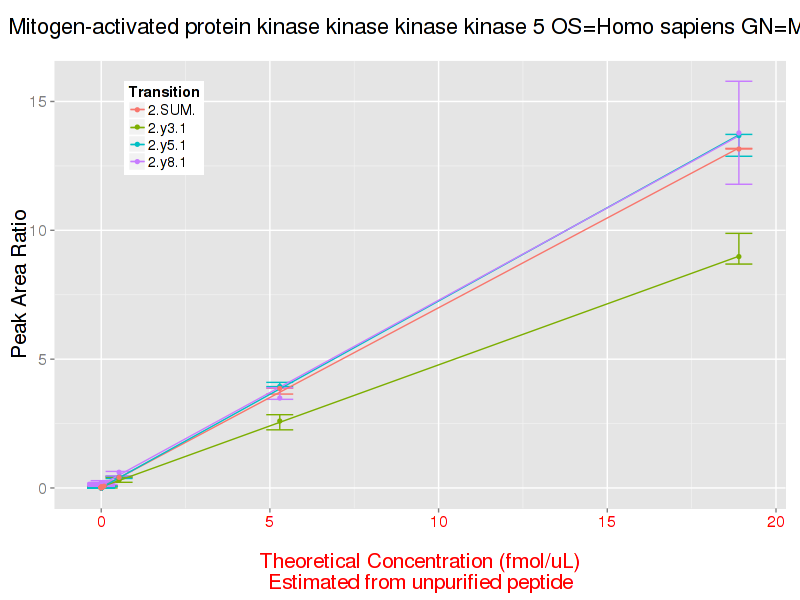 Mitogen-activated protein kinase kinase kinase kinase 5 OS=Homo sapiens GN=M
Transition
2.SUM.
2.y3.1
2.y5.1
2.y8.1
15
10
5
0
Peak Area Ratio
0 5 10 15 20
Theoretical Concentration (fmol/uL)
Estimated from unpurified peptide